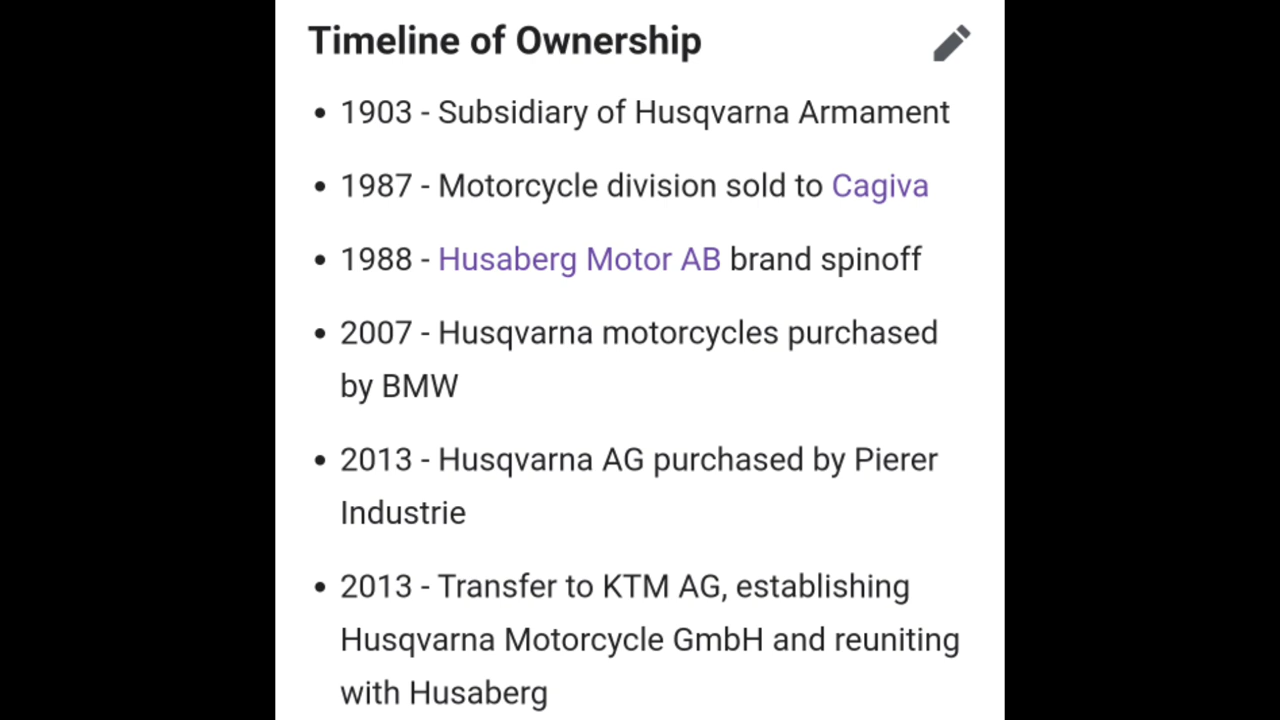 Timeline of Ownership
• 1903 - Subsidiary of Husqvarna Armament
• 1987 - Motorcycle division sold to Cagiva
• 1988 - Husaberg Motor AB brand spinoff
• 2007 - Husqvarna motorcycles purchased
by BMW
• 2013 - Husqvarna AG purchased by Pierer
Industrie
• 2013 - Transfer to KTM AG, establishing
Husqvarna Motorcycle GmbH and reuniting
with Husaberg